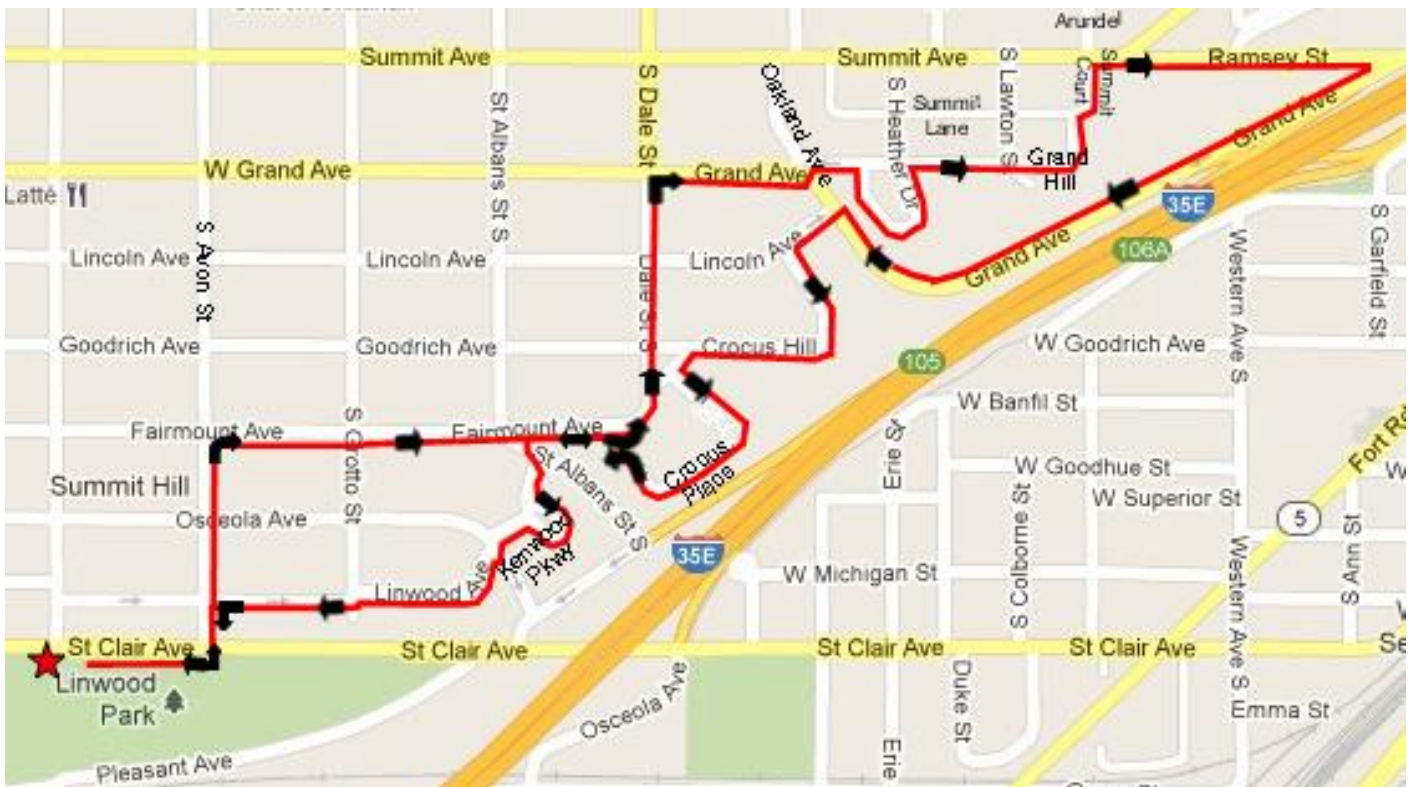 Arundel
Summit Ave
Summit Ave
Ramsey St
S Dale St
Oakland Ave
S Heather Dr
S Lawton S
Summit
Court
Summi
Lane
St Albans St S
W Grand Ave
Grand Ave
Grand
Hill
Grand Ave
35E
Latté
S Avon St
Lincoln Ave
Lincoln Ave
Dale St S
Lincoln Ave
Grand Ave
106A
Western Ave S
S Garfield St
Goodrich Ave
Goodrich Ave
Crocus Hill
105
W Goodrich Ave
W Banfil St
Fairmount Ave
S Grotto St
Fairmount Ave
St Albans St S
Crocus
Place
Erie St
Fort Rd
W Goodhue St
Summit Hill
W Superior St
Osceola Ave
S Colborne St
5
S Ann St
Kenwood
Pkwy
35E
Western Ave S
W Michigan St
Linwood Ave
St Clair Ave
St Clair Ave
St Clair Ave
St Clair Ave
Se
Linwood
Park
Osceola Ave
Duke St
Emma St
Erie
Pleasant Ave